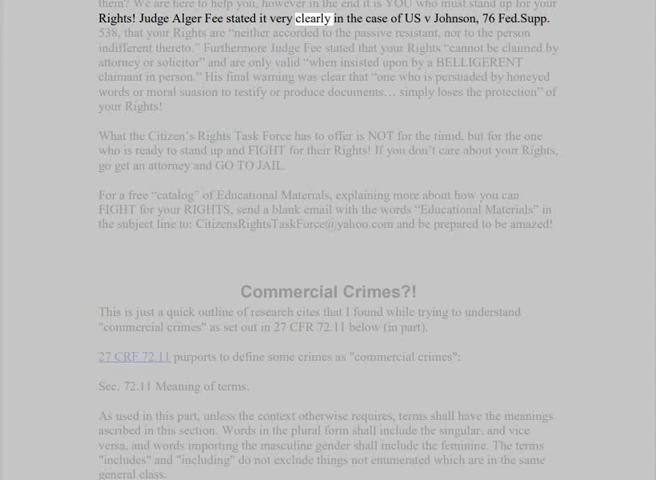 them? We are here to help you, however in the end it is YOU who must stand up for your
Rights! Judge Alger Fee stated it very clearly in the case of US v Johnson, 76 Fed.Supp.
538, that your Rights are “neither accorded to the passive resistant, nor to the person
indifferent thereto.” Furthermore Judge Fee stated that your Rights “cannot be claimed by
attorney or solicitor” and are only valid “when insisted upon by a BELLIGERENT
claimant in person.” His final warning was clear that “one who is persuaded by honeyed
words or moral suasion to testify or produce documents… simply loses the protection” of
your Rights!
What the Citizen’s Rights Task Force has to offer is NOT for the timid, but for the one
who is ready to stand up and FIGHT for their Rights! If you don’t care about your Rights,
go get an attorney and GO TO JAIL.
For a free “catalog” of Educational Materials, explaining more about how you can
FIGHT for your RIGHTS, send a blank email with the words “Educational Materials” in
the subject line to: CitizensRightsTaskForce@yahoo.com and be prepared to be amazed!
Commercial Crimes?!
This is just a quick outline of research cites that I found while trying to understand
"commercial crimes" as set out in 27 CFR 72.11 below (in part).
27 CRF 72.11 purports to define some crimes as "commercial crimes":
Sec. 72.11 Meaning of terms.
As used in this part, unless the context otherwise requires, terms shall have the meanings
ascribed in this section. Words in the plural form shall include the singular, and vice
versa, and words importing the masculine gender shall include the feminine. The terms
"includes" and "including" do not exclude things not enumerated which are in the same
general class.